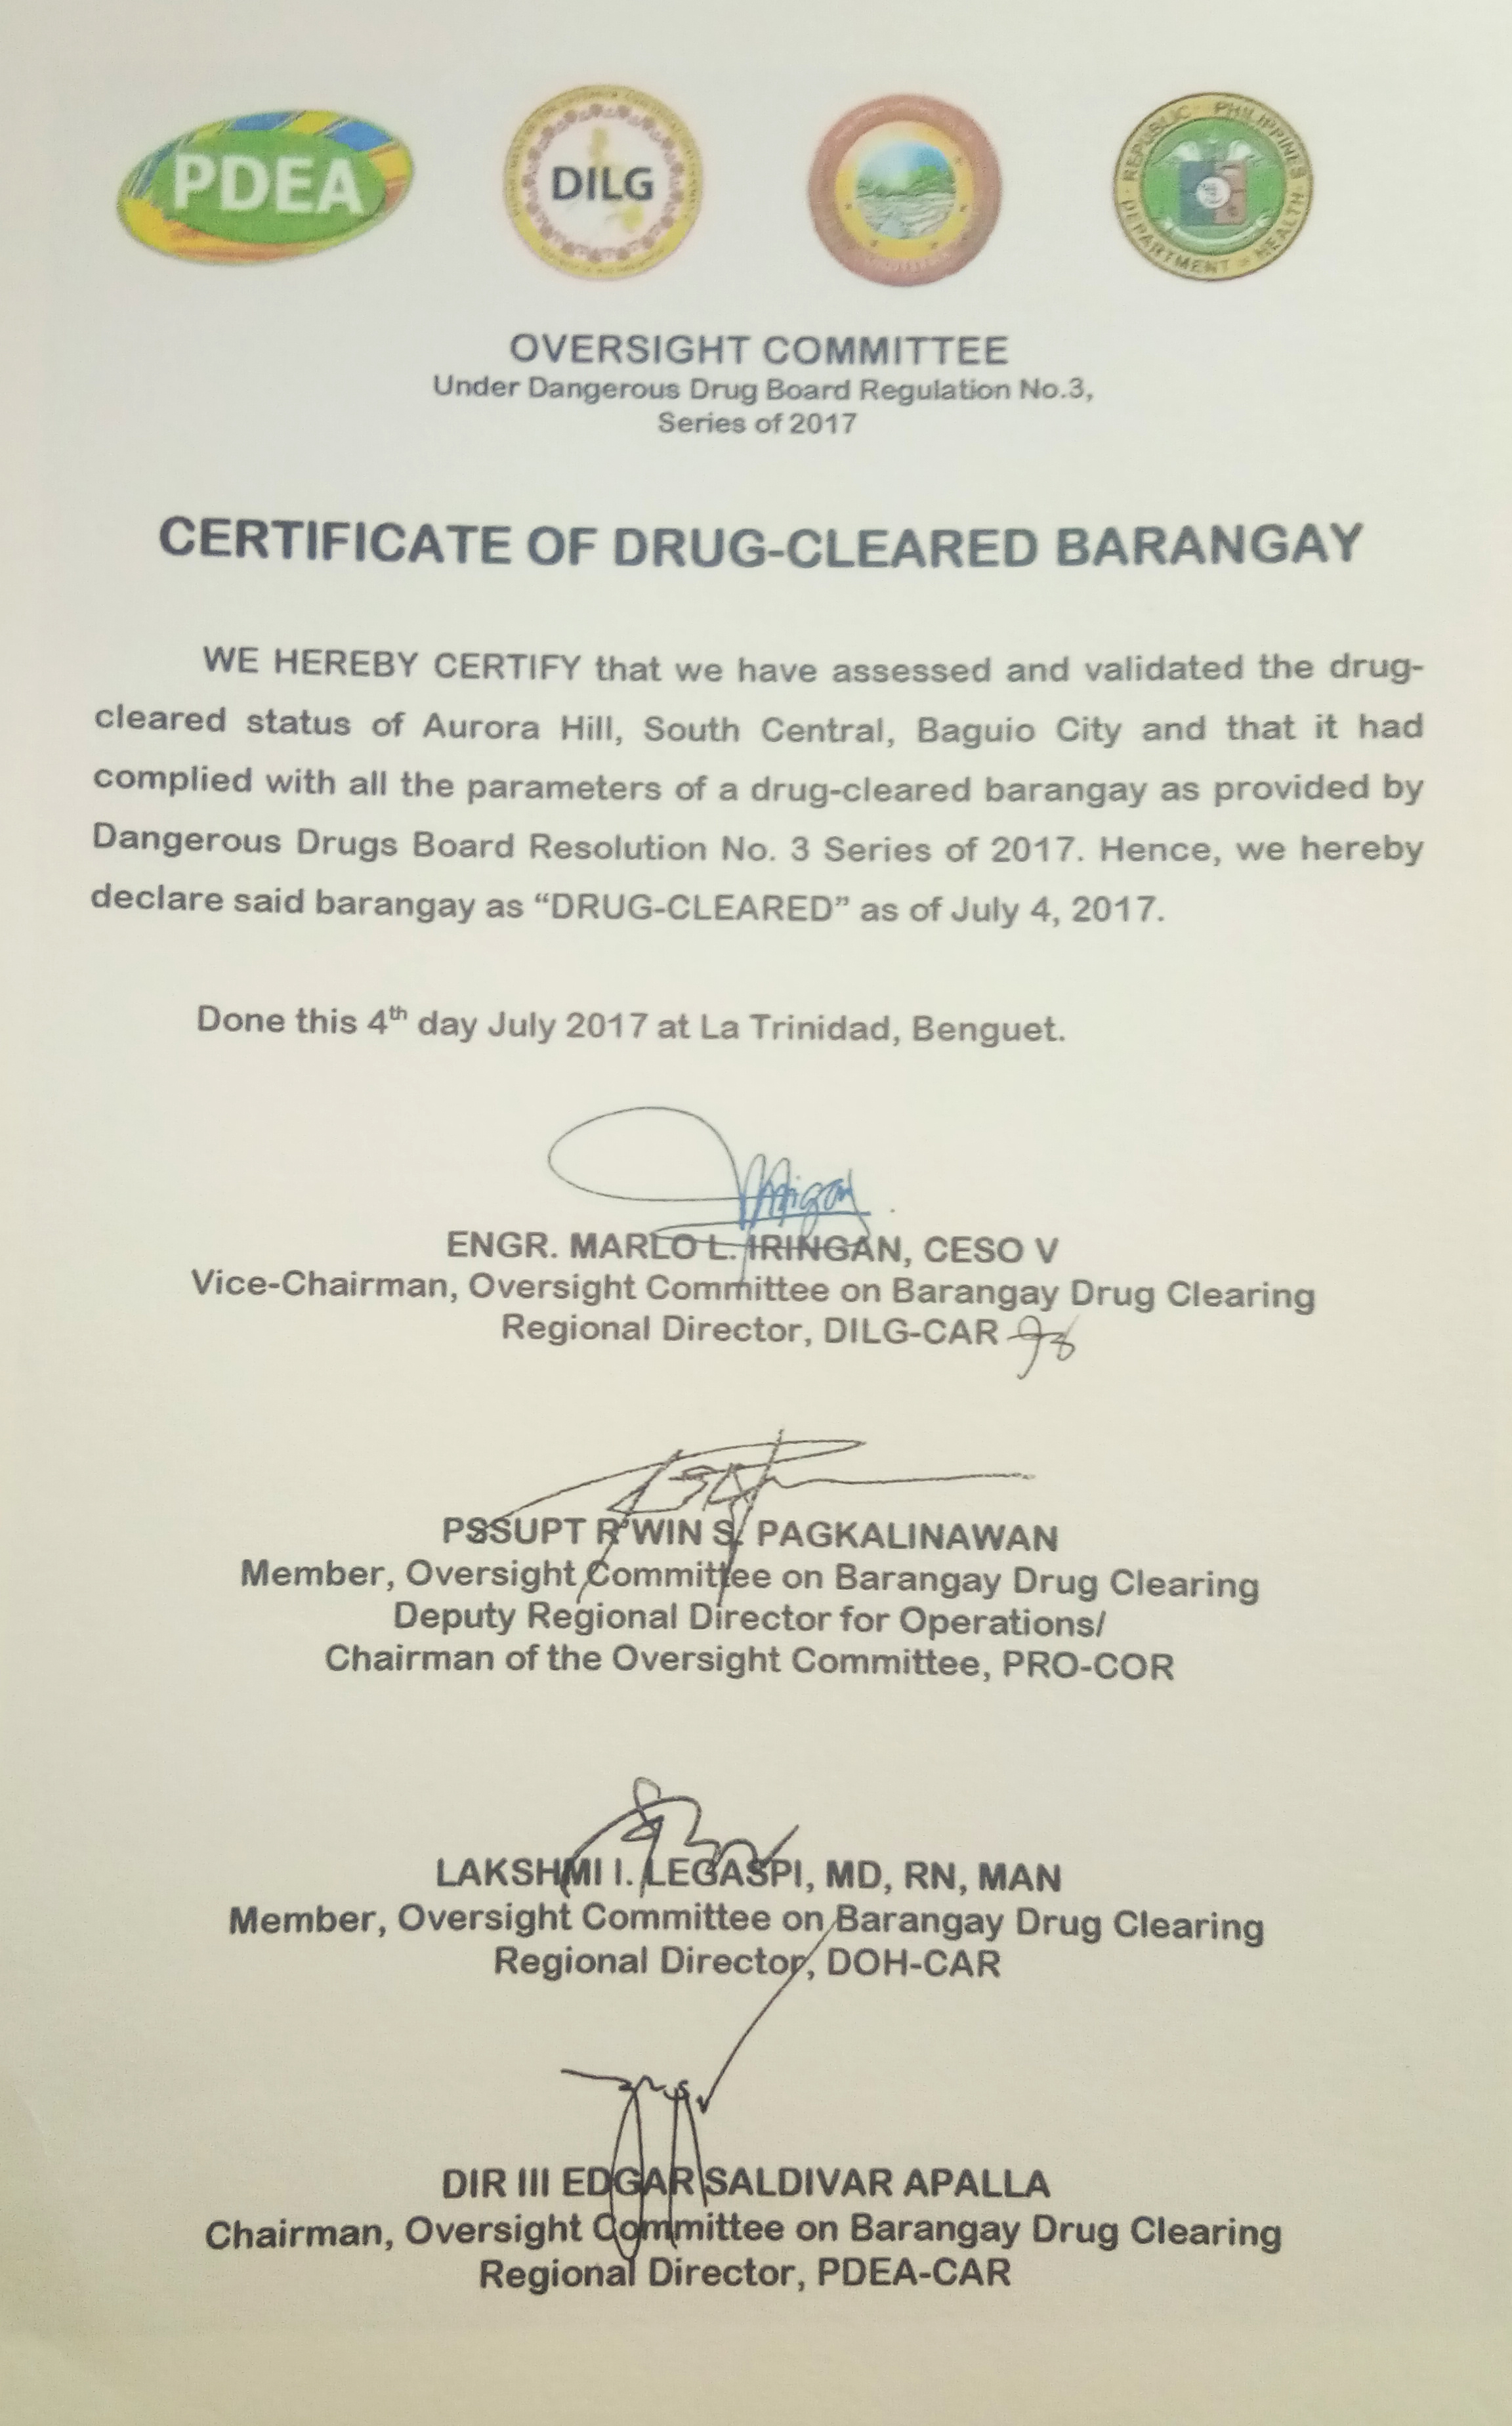 PDEA
DILG
REPUBLIC PHILIPPINES
DEPARTMENT HEALTH
OVERSIGHT COMMITTEE
Under Dangerous Drug Board Regulation No.3,
Series of 2017
CERTIFICATE OF DRUG-CLEARED BARANGAY
WE HEREBY CERTIFY that we have assessed and validated the drug-
cleared status of Aurora Hill, South Central, Baguio City and that it had
complied with all the parameters of a drug-cleared barangay as provided by
Dangerous Drugs Board Resolution No. 3 Series of 2017. Hence, we hereby
declare said barangay as “DRUG-CLEARED” as of July 4, 2017.
Done this 4th day July 2017 at La Trinidad, Benguet.
ENGR. MARLO L. IRINGAN, CESO V
Vice-Chairman, Oversight Committee on Barangay Drug Clearing
Regional Director, DILG-CAR
PSSUPT R’WIN S. PAGKALINAWAN
Member, Oversight Committee on Barangay Drug Clearing
Deputy Regional Director for Operations/
Chairman of the Oversight Committee, PRO-COR
LAKSHMI I. LEGASPI, MD, RN, MAN
Member, Oversight Committee on Barangay Drug Clearing
Regional Director, DOH-CAR
DIR III EDGAR SALDIVAR APALLA
Chairman, Oversight Committee on Barangay Drug Clearing
Regional Director, PDEA-CAR